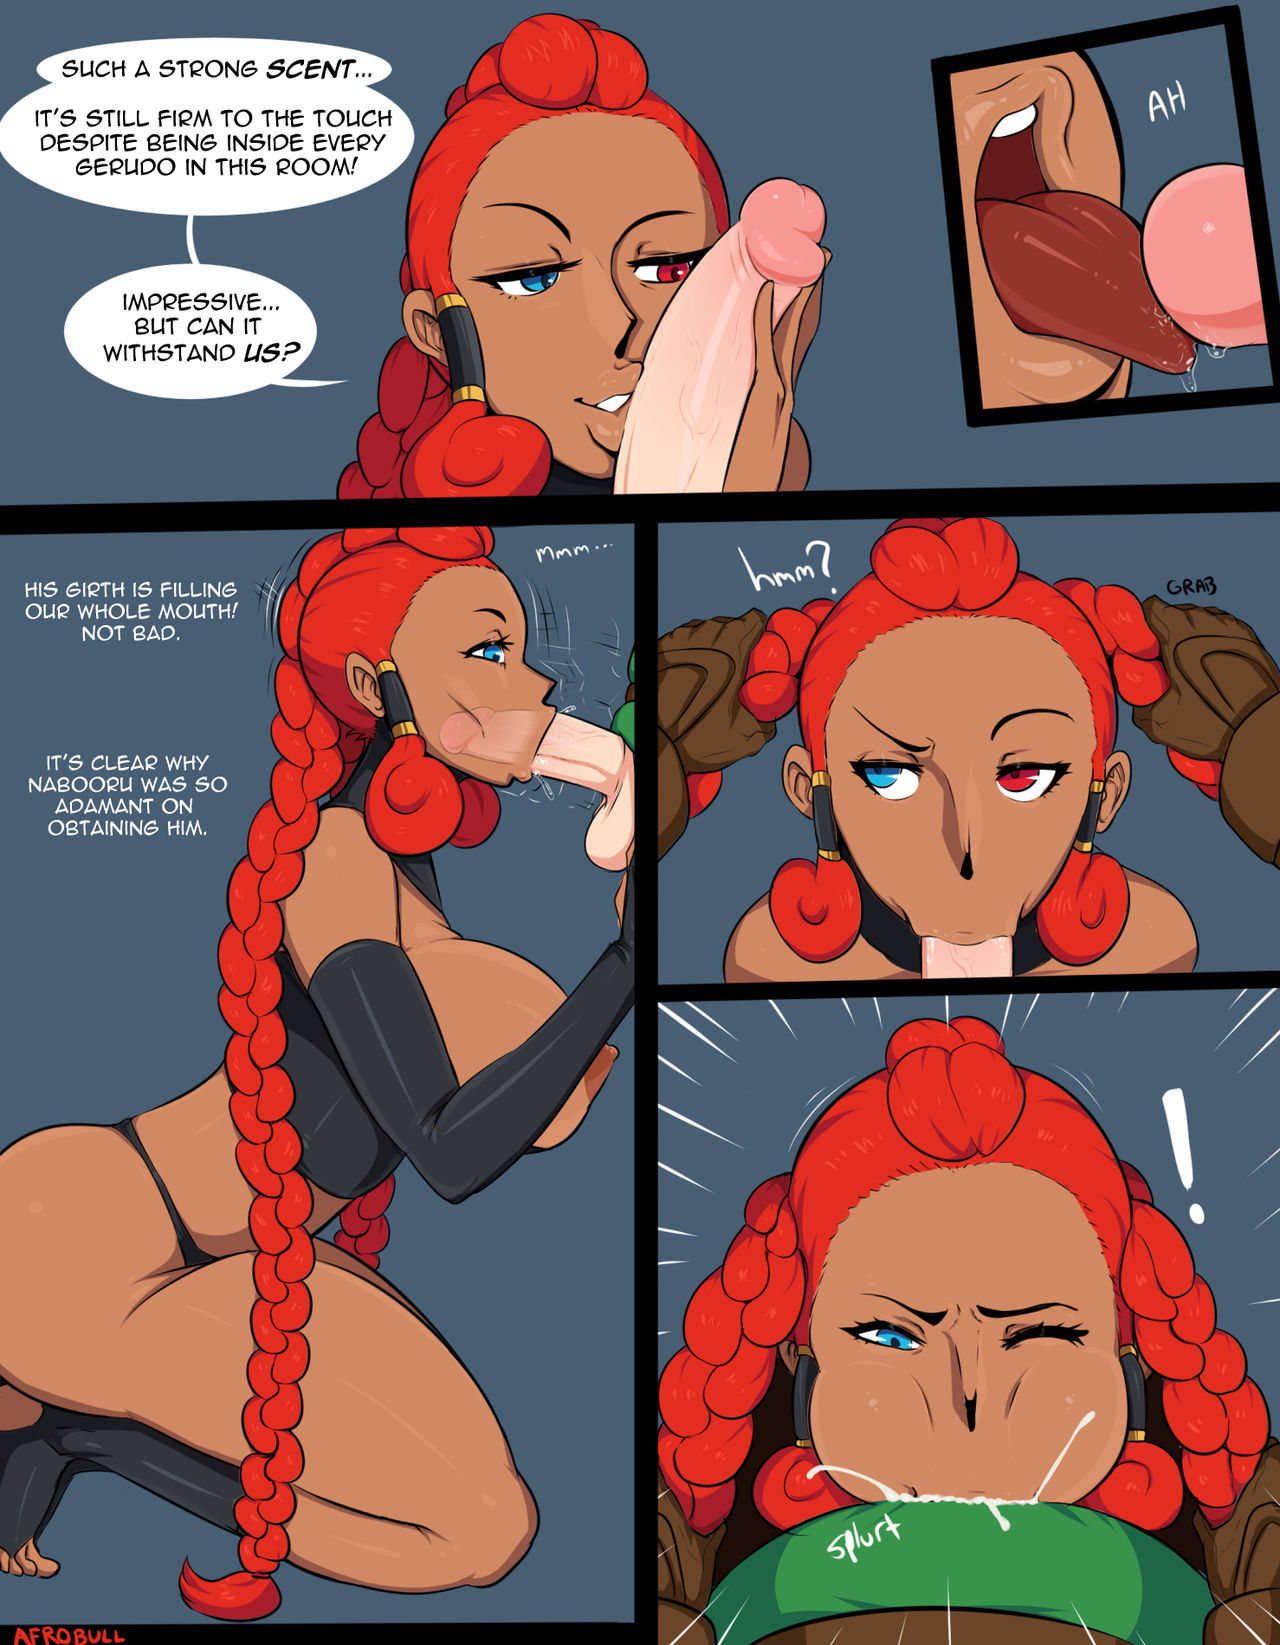 SUCH A STRONG SCENT...
IT'S STILL FIRM TO THE TOUCH
DESPITE BEING INSIDE EVERY
GERUDO IN THIS ROOM!
IMPRESSIVE...
BUT CAN IT
WITHSTAND US?
AH
HIS GIRTH IS FILLING
OUR WHOLE MOUTH!
NOT BAD.
mmm...
IT'S CLEAR WHY
NABOORU WAS SO
ADAMANT ON
OBTAINING HIM.
hmm?
GRAB
!
splurt
AFROBULL